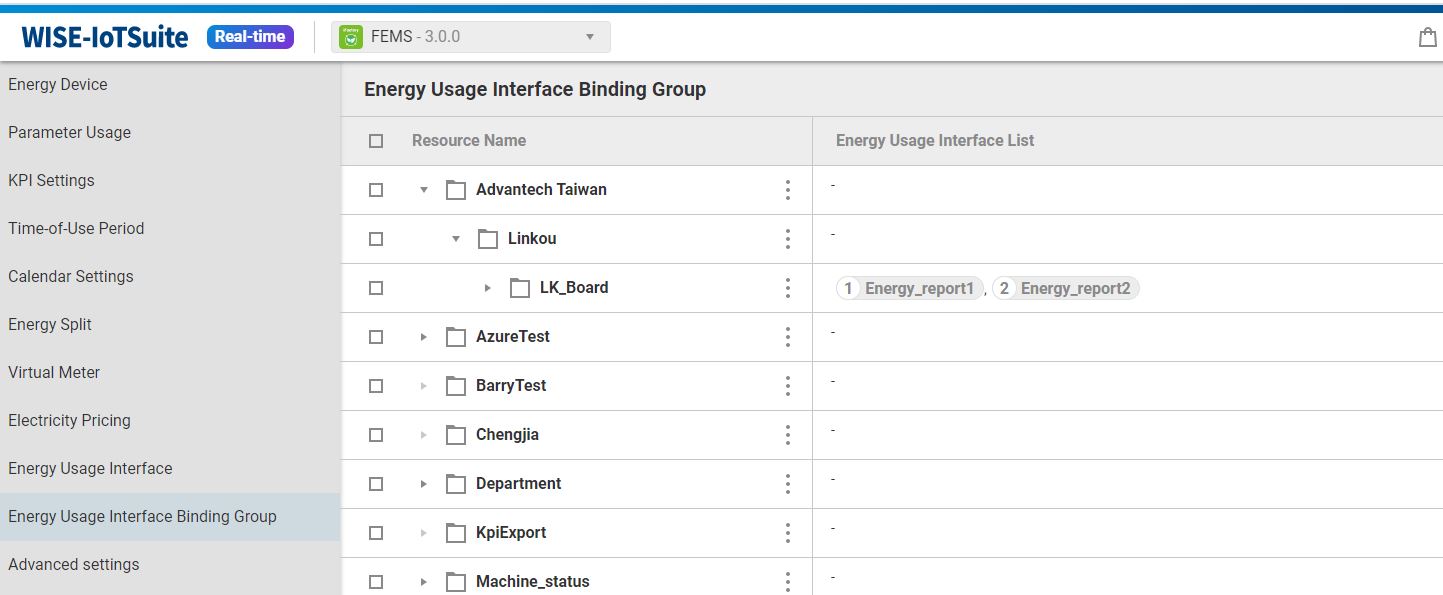 WISE-IoTSuite Real-time FEMS - 3.0.0
Energy Device
Parameter Usage
KPI Settings
Time-of-Use Period
Calendar Settings
Energy Split
Virtual Meter
Electricity Pricing
Energy Usage Interface
Energy Usage Interface Binding Group
Advanced settings
Energy Usage Interface Binding Group
Resource Name Energy Usage Interface List
Advantech Taiwan -
Linkou -
LK_Board 1 Energy_report1, 2 Energy_report2
AzureTest -
BarryTest -
Chengjia -
Department -
KpiExport -
Machine_status -